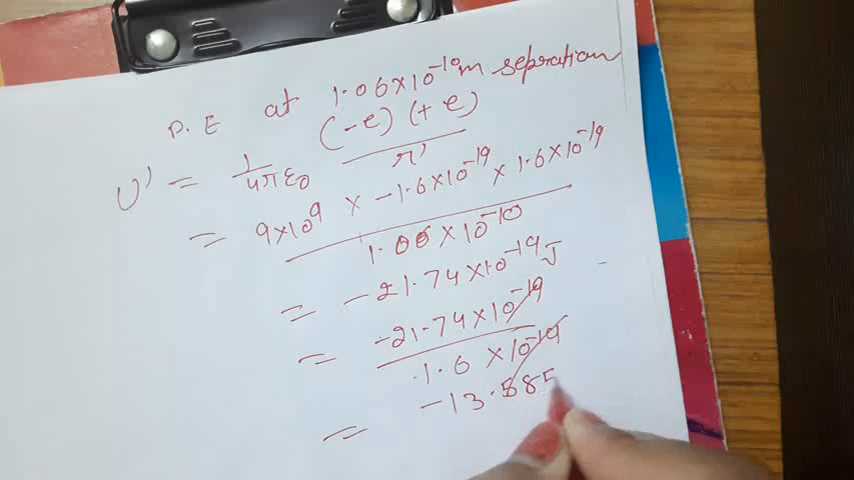 P.E at 1.06×10⁻¹⁰m sepration
U' = 1/4πε₀ (-e) (+e)/r'
= 9×10⁹ × -1.6×10⁻¹⁹ × 1.6×10⁻¹⁹/1.06×10⁻¹⁰
= -21.74×10⁻¹⁹ J
= -21.74×10⁻¹⁹/1.6×10⁻¹⁹
= -13.585